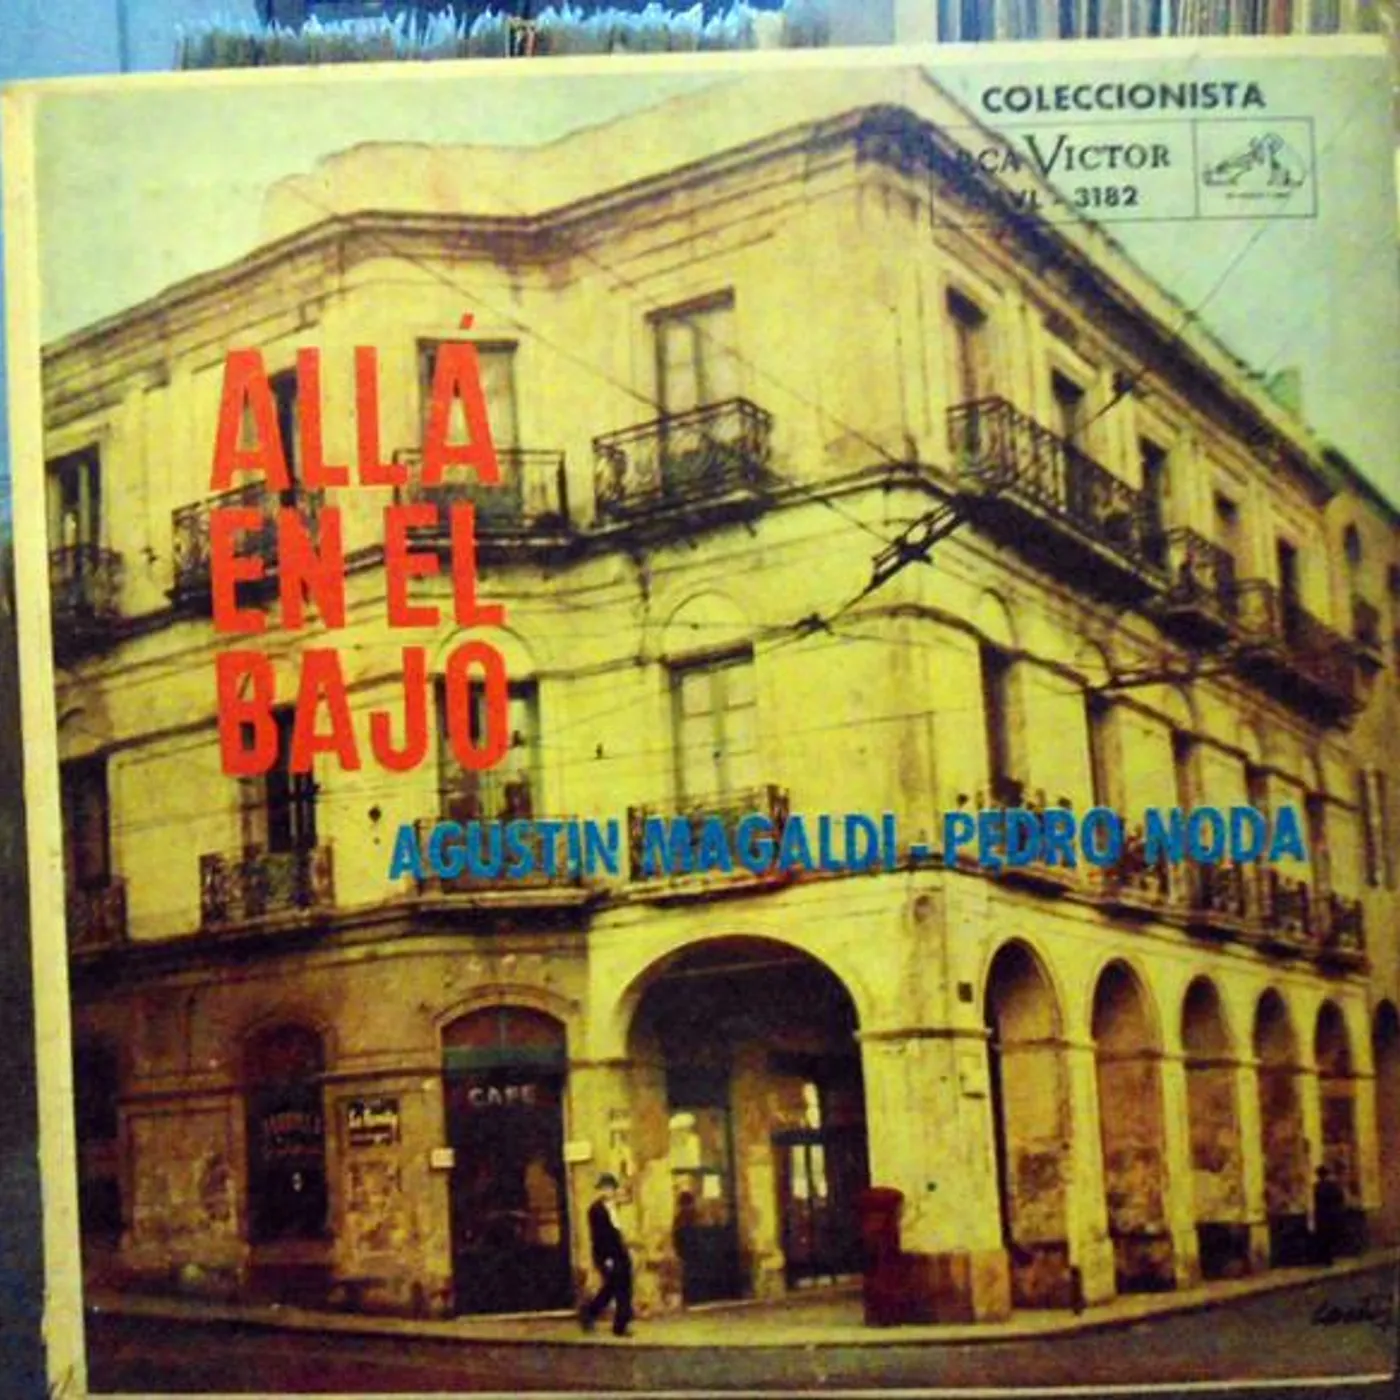 COLECCIONISTA
RCA VICTOR
VL - 3182
ALLÁ
EN EL
BAJO
AGUSTIN MAGALDI - PEDRO NODA
CAFE